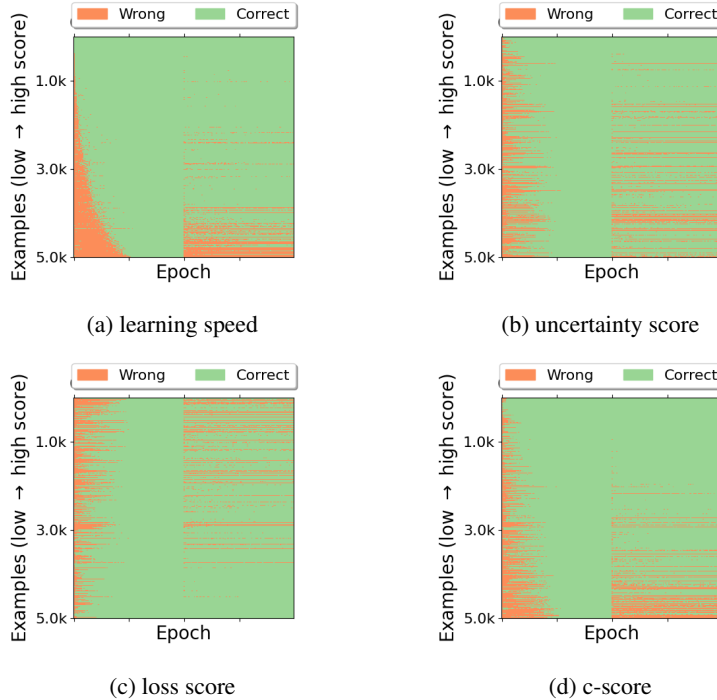 Wrong Correct
Examples (low → high score)
1.0k
3.0k
5.0k
Epoch
(a) learning speed
Wrong Correct
Examples (low → high score)
1.0k
3.0k
5.0k
Epoch
(b) uncertainty score
Wrong Correct
Examples (low → high score)
1.0k
3.0k
5.0k
Epoch
(c) loss score
Wrong Correct
Examples (low → high score)
1.0k
3.0k
5.0k
Epoch
(d) c-score